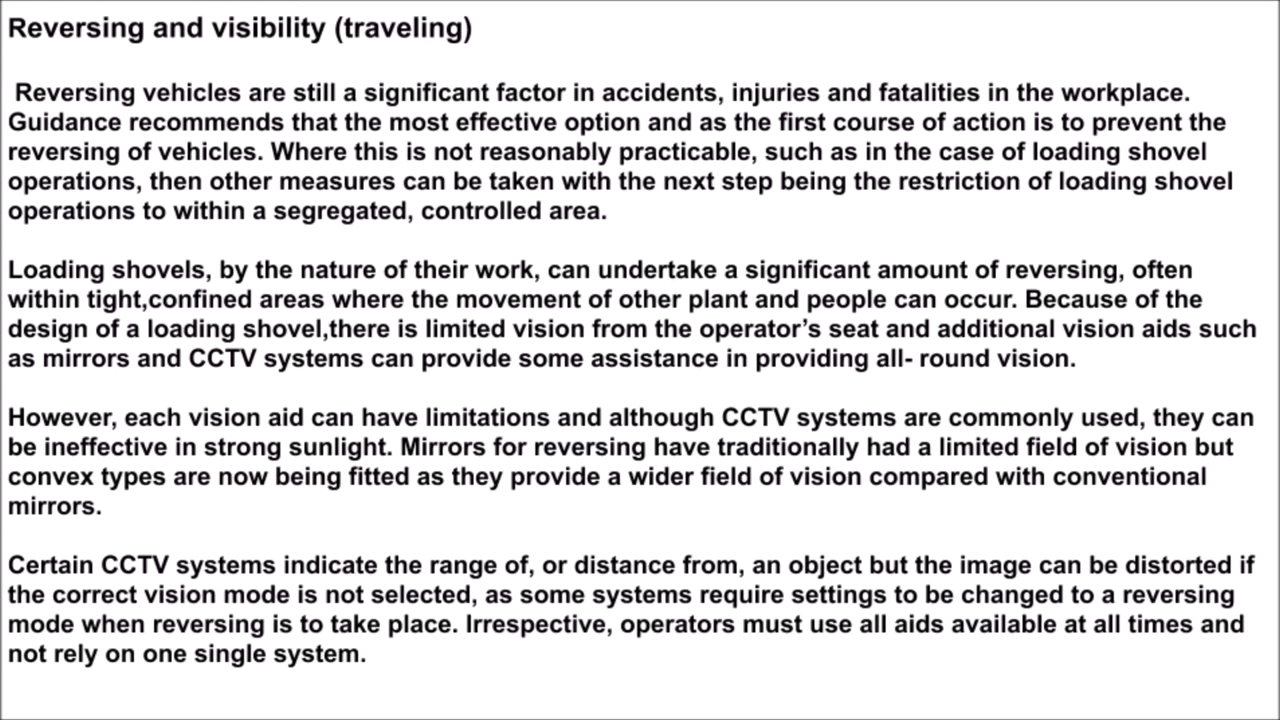 Reversing and visibility (traveling)
Reversing vehicles are still a significant factor in accidents, injuries and fatalities in the workplace.
Guidance recommends that the most effective option and as the first course of action is to prevent the
reversing of vehicles. Where this is not reasonably practicable, such as in the case of loading shovel
operations, then other measures can be taken with the next step being the restriction of loading shovel
operations to within a segregated, controlled area.
Loading shovels, by the nature of their work, can undertake a significant amount of reversing, often
within tight,confined areas where the movement of other plant and people can occur. Because of the
design of a loading shovel,there is limited vision from the operator’s seat and additional vision aids such
as mirrors and CCTV systems can provide some assistance in providing all- round vision.
However, each vision aid can have limitations and although CCTV systems are commonly used, they can
be ineffective in strong sunlight. Mirrors for reversing have traditionally had a limited field of vision but
convex types are now being fitted as they provide a wider field of vision compared with conventional
mirrors.
Certain CCTV systems indicate the range of, or distance from, an object but the image can be distorted if
the correct vision mode is not selected, as some systems require settings to be changed to a reversing
mode when reversing is to take place. Irrespective, operators must use all aids available at all times and
not rely on one single system.